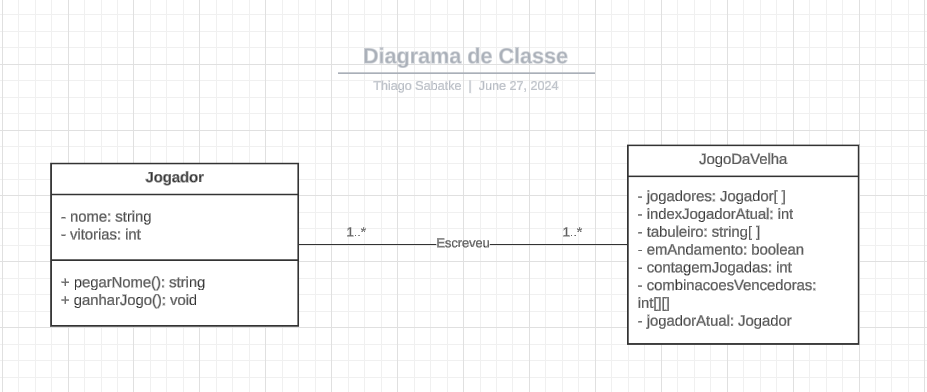 Diagrama de Classe
Thiago Sabatke | June 27, 2024
Jogador
- nome: string
- vitorias: int
+ pegarNome(): string
+ ganharJogo(): void
1..*
Escreveu
1..*
JogoDaVelha
- jogadores: Jogador[ ]
- indexJogadorAtual: int
- tabuleiro: string[ ]
- emAndamento: boolean
- contagemJogadas: int
- combinacoesVencedoras:
int[][]
- jogadorAtual: Jogador